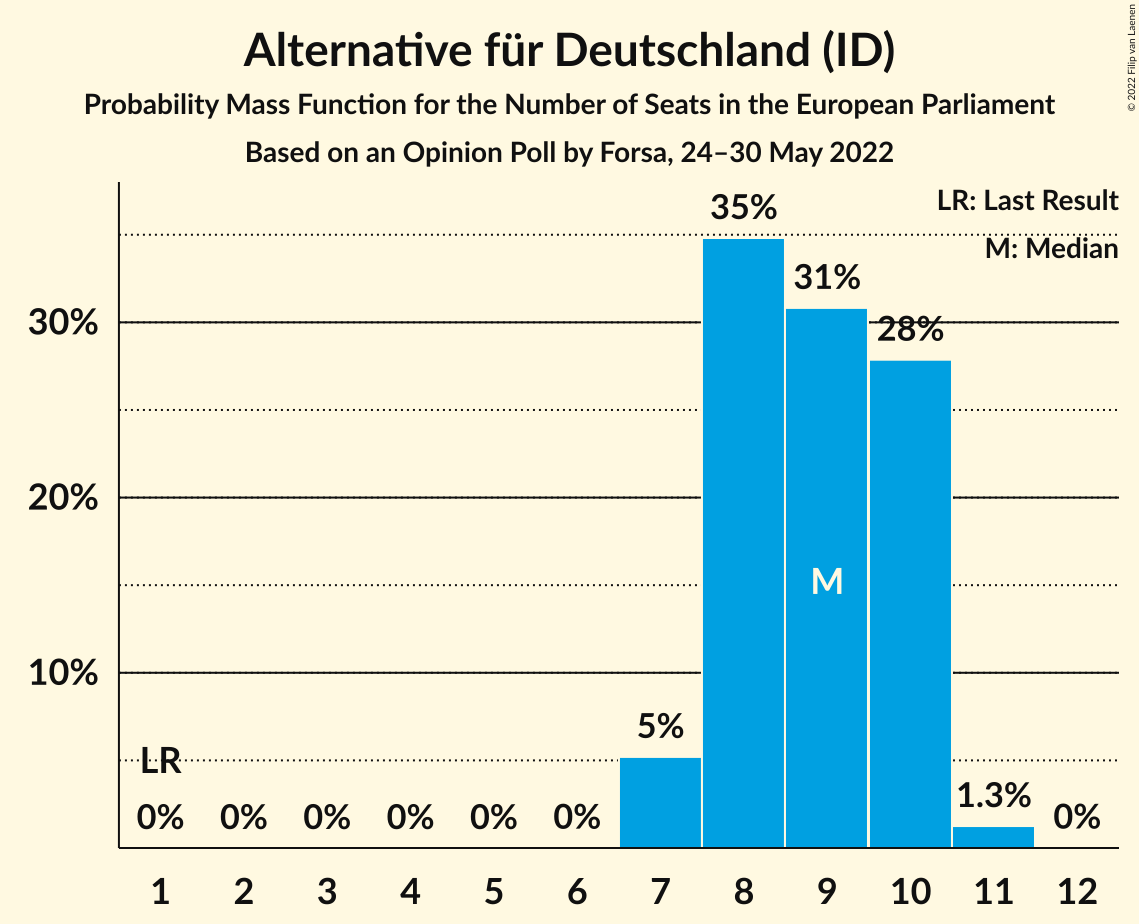 Alternative für Deutschland (ID)
Probability Mass Function for the Number of Seats in the European Parliament
Based on an Opinion Poll by Forsa, 24–30 May 2022
© 2022 Filip van Laenen
LR: Last Result
M: Median
35%
31%
28%
30%
20%
M
10%
5%
LR
1.3%
0% 0% 0% 0% 0% 0% 0%
1 2 3 4 5 6 7 8 9 10 11 12